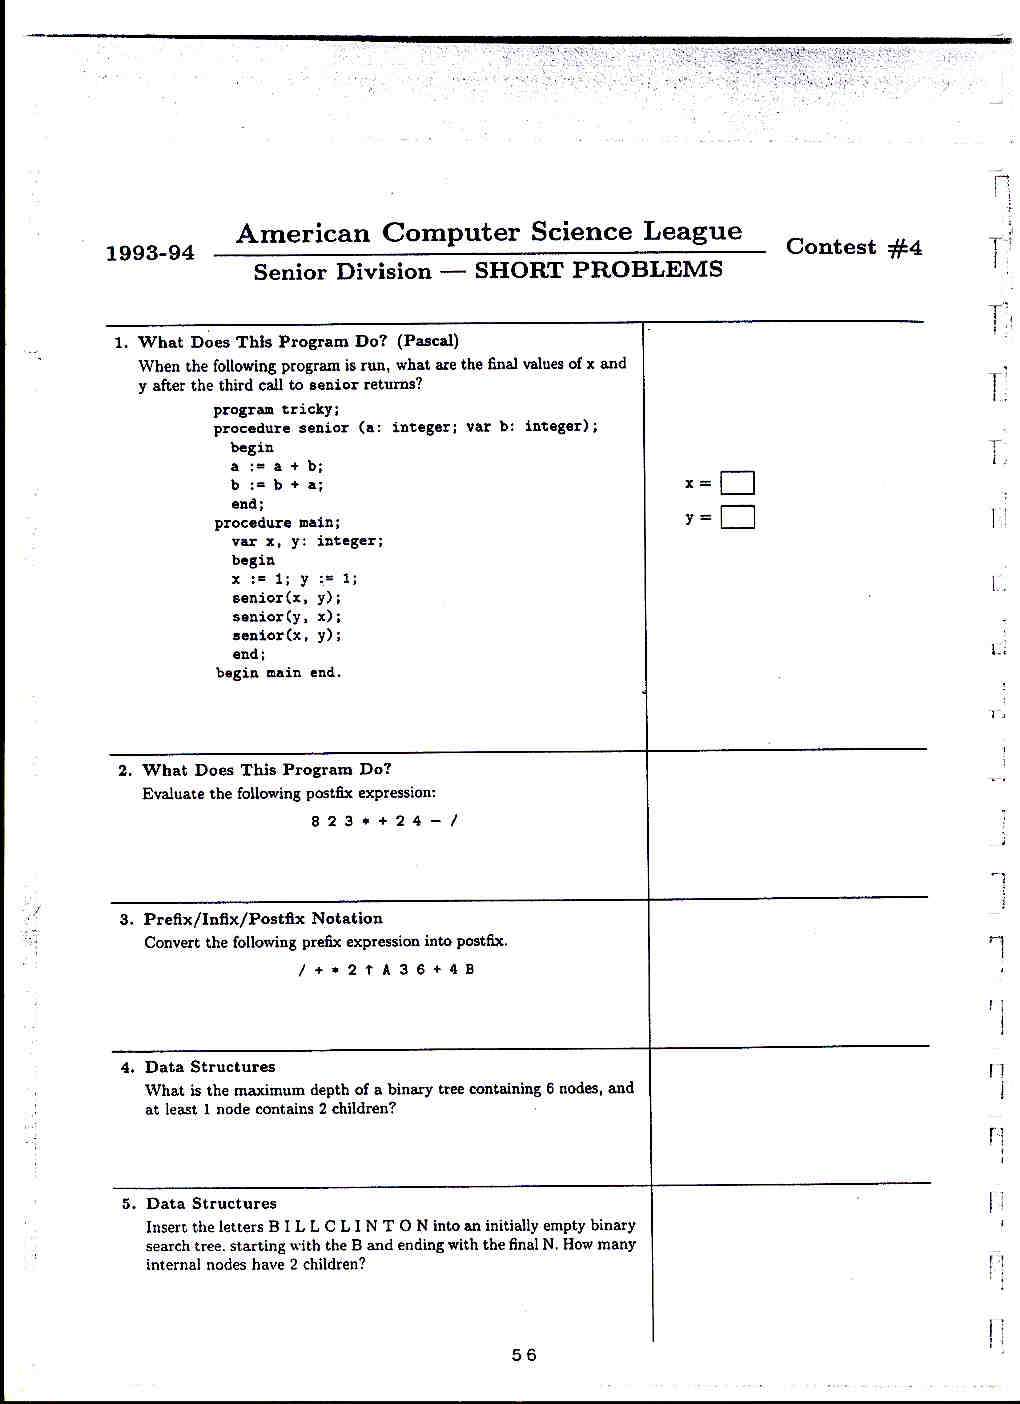 1993-94
American Computer Science League
Contest #4
Senior Division — SHORT PROBLEMS
1. What Does This Program Do? (Pascal)
When the following program is run, what are the final values of x and
y after the third call to senior returns?
program tricky;
procedure senior (a: integer; var b: integer);
begin
a := a + b;
b := b + a;
end;
procedure main;
var x, y: integer;
begin
x := 1; y := 1;
senior(x, y);
senior(y, x);
senior(x, y);
end;
begin main end.
x =
y =
2. What Does This Program Do?
Evaluate the following postfix expression:
8 2 3 * + 2 4 - /
3. Prefix/Infix/Postfix Notation
Convert the following prefix expression into postfix.
/ + * 2 ↑ A 3 6 + 4 B
4. Data Structures
What is the maximum depth of a binary tree containing 6 nodes, and
at least 1 node contains 2 children?
5. Data Structures
Insert the letters B I L L C L I N T O N into an initially empty binary
search tree. starting with the B and ending with the final N. How many
internal nodes have 2 children?
56